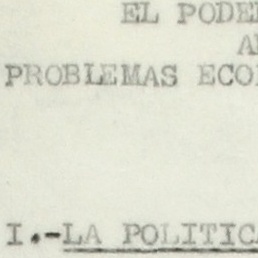 EL PODE
A
PROBLEMAS ECO
I.-LA POLITICA